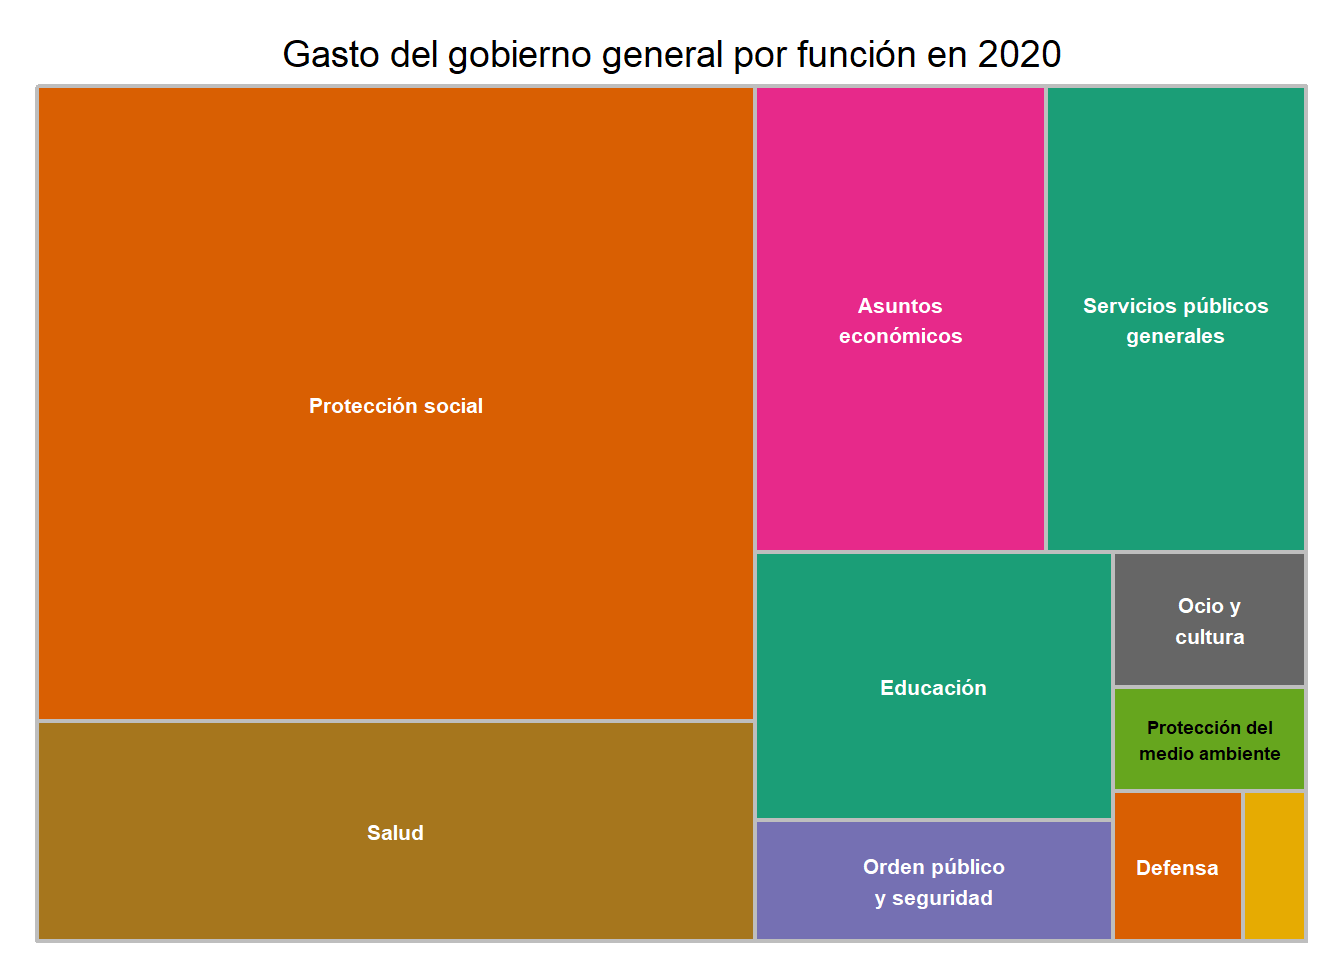 Gasto del gobierno general por función en 2020
Protección social
Salud
Asuntos
económicos
Servicios públicos
generales
Educación
Orden público
y seguridad
Ocio y
cultura
Protección del
medio ambiente
Defensa